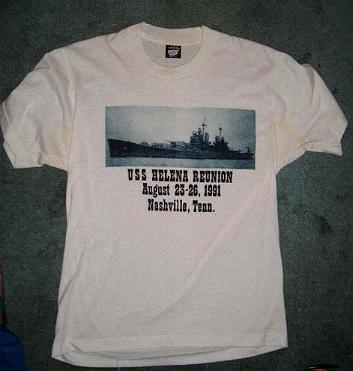 USS HELENA REUNION
August 23-26, 1991
Nashville, Tenn.